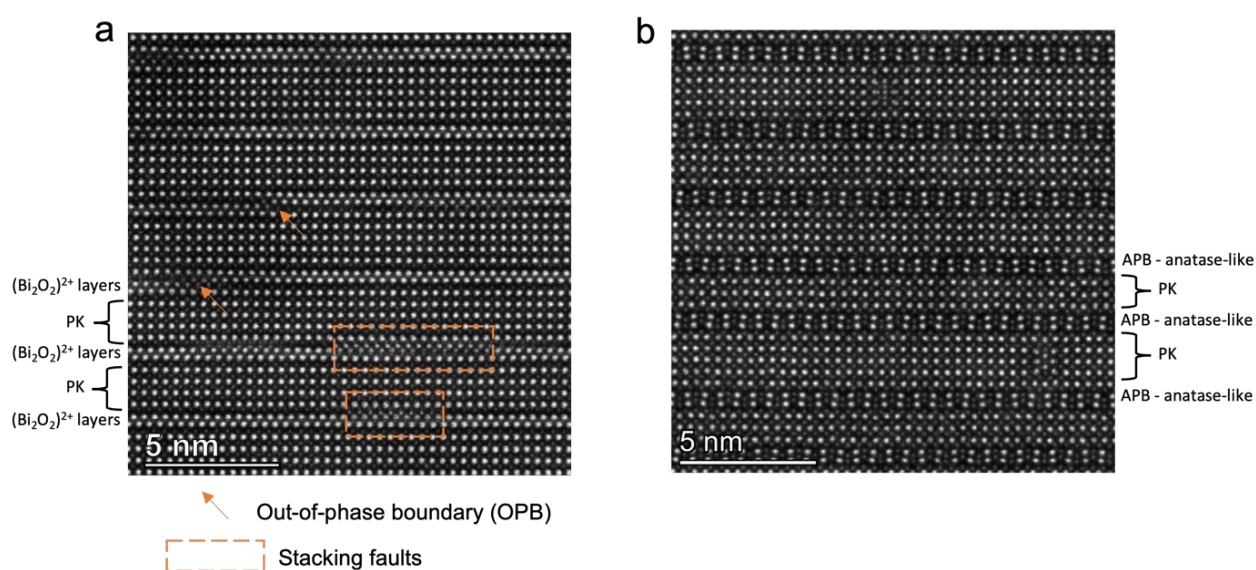 a
(Bi₂O₂)²⁺ layers
PK
(Bi₂O₂)²⁺ layers
PK
(Bi₂O₂)²⁺ layers
5 nm
Out-of-phase boundary (OPB)
Stacking faults
b
APB - anatase-like
PK
APB - anatase-like
PK
APB - anatase-like
5 nm